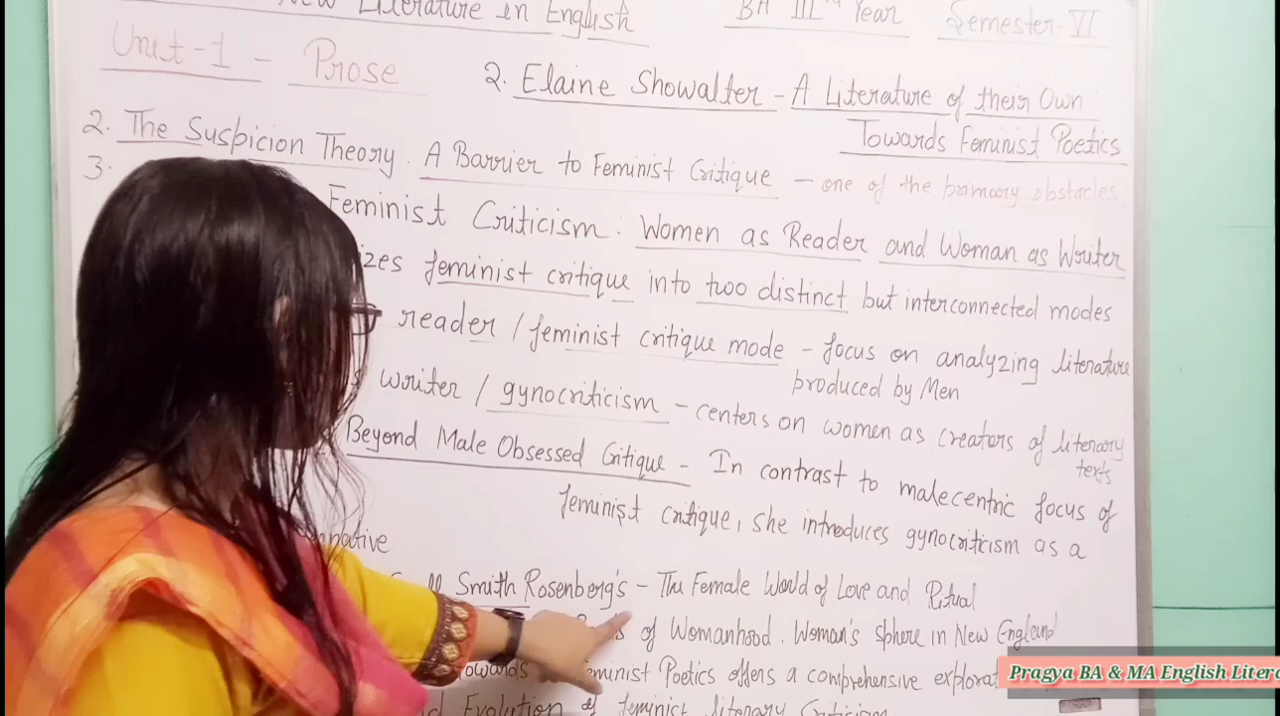 New Literature in English BA IIIrd Year Semester-VI
Unit-1 - Prose
2. Elaine Showalter - A Literature of their Own:
Towards Feminist Poetics
2. The Suspicion Theory. A Barrier to Feminist Critique - one of the primary obstacles
3.
Feminist Criticism: Women as Reader and Woman as Writer
izes feminist critique into two distinct but interconnected modes
reader / feminist critique mode - focus on analyzing literature
produced by Men
writer / gynocriticism - centers on women as creators of literary
texts
Beyond Male Obsessed Critique - In contrast to malecentric focus of
feminist critique, she introduces gynocriticism as a
native
Smith Rosenberg's - The Female World of Love and Ritual
of Womanhood. Woman's sphere in New England
Towards Feminist Poetics offers a comprehensive explorat
Evolution of feminist literary Criticism
Pragya BA & MA English Litera